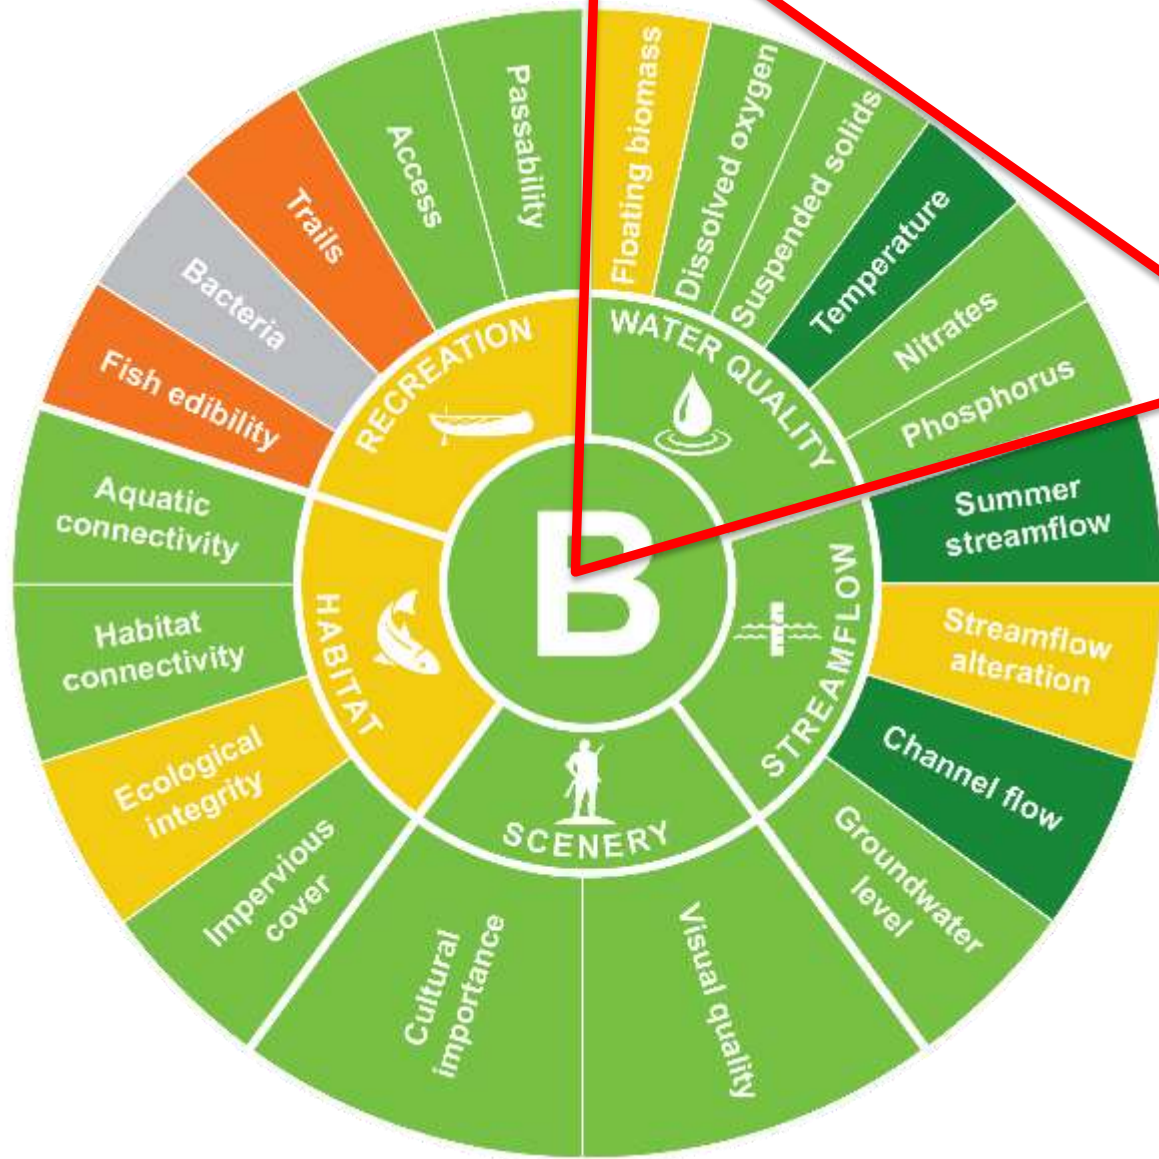 B
WATER QUALITY
Floating biomass
Dissolved oxygen
Suspended solids
Temperature
Nitrates
Phosphorus
STREAMFLOW
Summer
streamflow
Streamflow
alteration
Channel flow
Groundwater
level
SCENERY
Visual quality
Cultural
importance
HABITAT
Impervious
cover
Ecological
integrity
Habitat
connectivity
Aquatic
connectivity
RECREATION
Fish edibility
Bacteria
Trails
Access
Passability